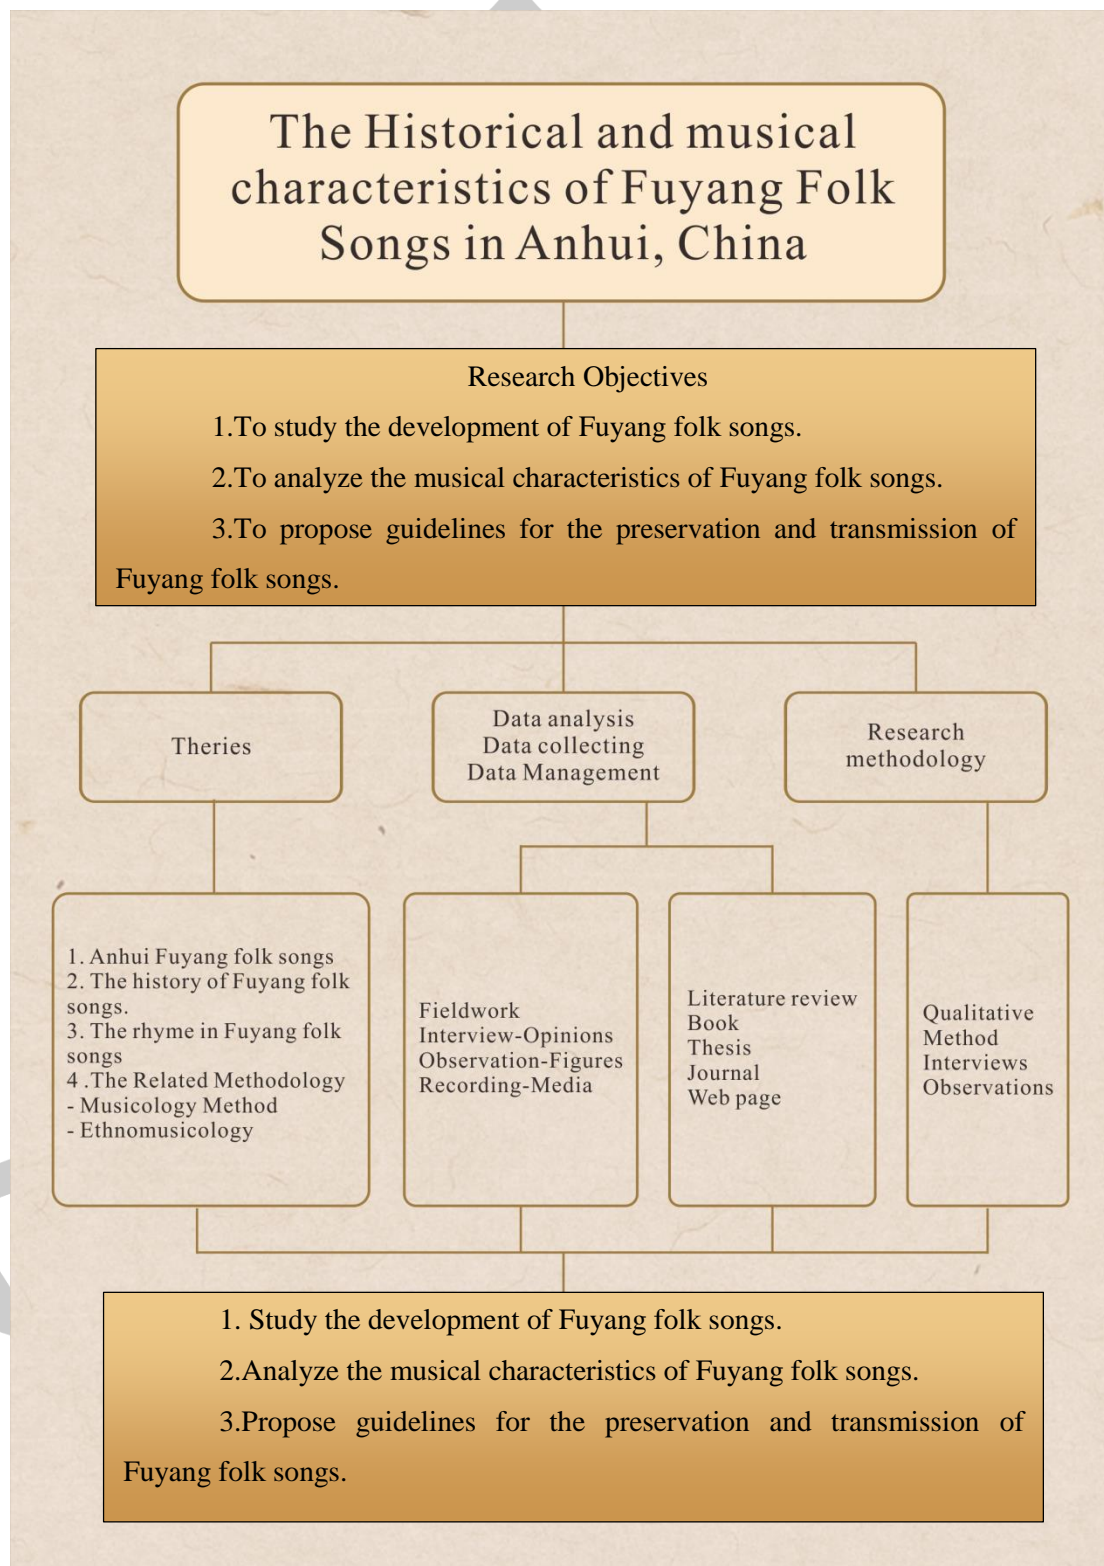 The Historical and musical
characteristics of Fuyang Folk
Songs in Anhui, China
Research Objectives
1.To study the development of Fuyang folk songs.
2.To analyze the musical characteristics of Fuyang folk songs.
3.To propose guidelines for the preservation and transmission of
Fuyang folk songs.
Theries
Data analysis
Data collecting
Data Management
Research
methodology
1. Anhui Fuyang folk songs
2. The history of Fuyang folk
songs.
3. The rhyme in Fuyang folk
songs
4 .The Related Methodology
- Musicology Method
- Ethnomusicology
Fieldwork
Interview-Opinions
Observation-Figures
Recording-Media
Literature review
Book
Thesis
Journal
Web page
Qualitative
Method
Interviews
Observations
1. Study the development of Fuyang folk songs.
2.Analyze the musical characteristics of Fuyang folk songs.
3.Propose guidelines for the preservation and transmission of
Fuyang folk songs.